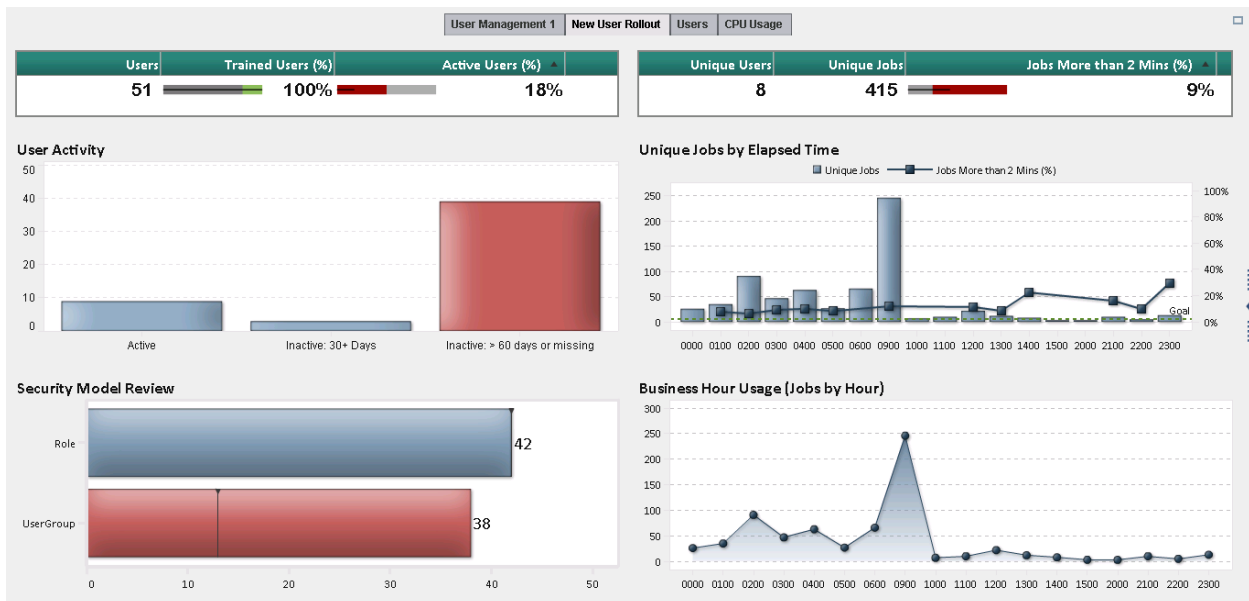 User Management 1 New User Rollout Users CPU Usage
Users Trained Users (%) Active Users (%)
51 100% 18%
Unique Users Unique Jobs Jobs More than 2 Mins (%)
8 415 9%
User Activity
50
40
30
20
10
0
Active Inactive: 30+ Days Inactive: > 60 days or missing
Unique Jobs by Elapsed Time
Unique Jobs Jobs More than 2 Mins (%)
250 100%
200 80%
150 60%
100 40%
50 20%
0 0%
Goal
0000 0100 0200 0300 0400 0500 0600 0900 1000 1100 1200 1300 1400 1500 2000 2100 2200 2300
Security Model Review
Role 42
UserGroup 38
0 10 20 30 40 50
Business Hour Usage (Jobs by Hour)
300
250
200
150
100
50
0
0000 0100 0200 0300 0400 0500 0600 0900 1000 1100 1200 1300 1400 1500 2000 2100 2200 2300